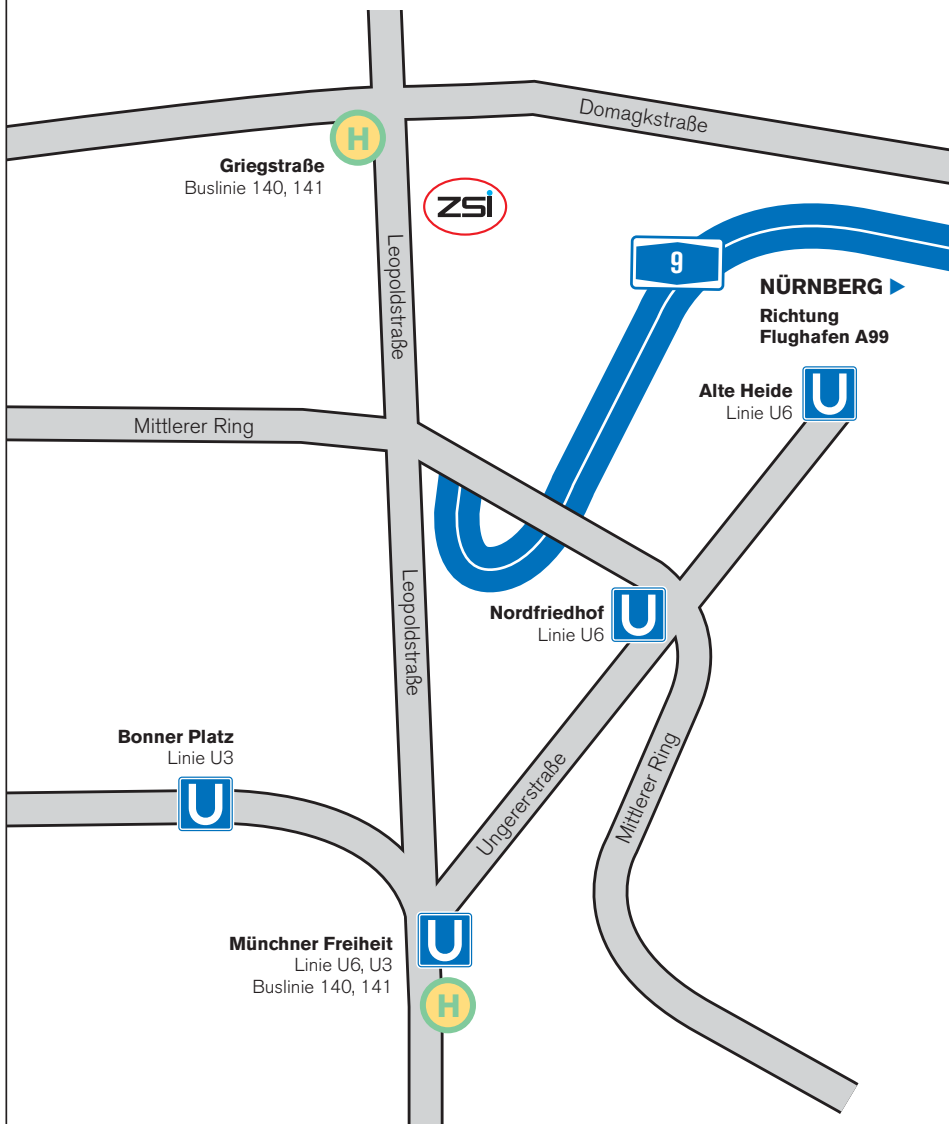 Domagkstraße
H
Griegstraße
Buslinie 140, 141
ZSi
Leopoldstraße
9
NÜRNBERG
Richtung
Flughafen A99
Alte Heide
Linie U6
U
Mittlerer Ring
Leopoldstraße
Nordfriedhof
Linie U6
U
Bonner Platz
Linie U3
U
Ungererstraße
Mittlerer Ring
Münchner Freiheit
Linie U6, U3
Buslinie 140, 141
U
H